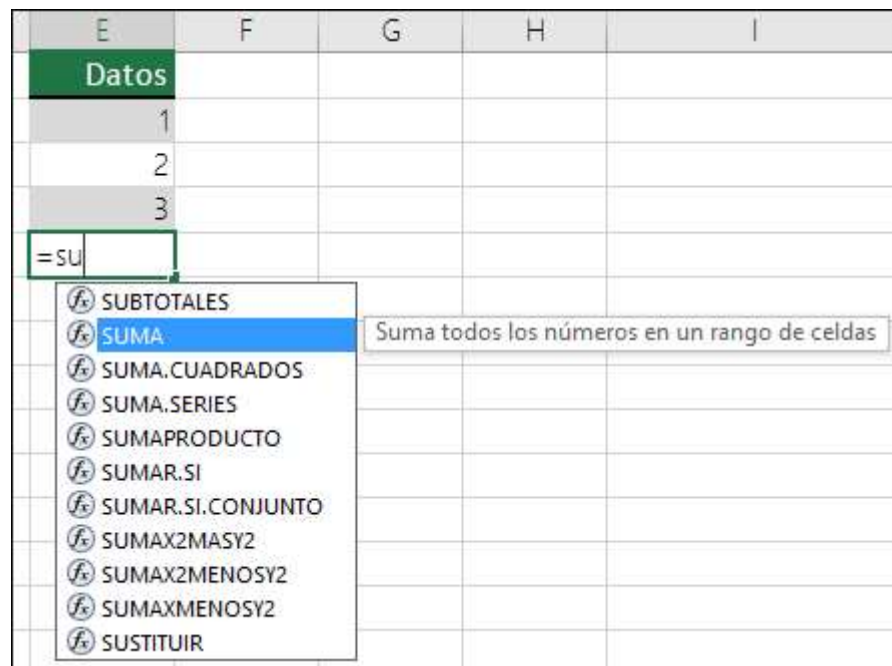 E F G H I
Datos
1
2
3
=su
SUBTOTALES
SUMA Suma todos los números en un rango de celdas
SUMA.CUADRADOS
SUMA.SERIES
SUMAPRODUCTO
SUMAR.SI
SUMAR.SI.CONJUNTO
SUMAX2MASY2
SUMAX2MENOSY2
SUMAXMENOSY2
SUSTITUIR